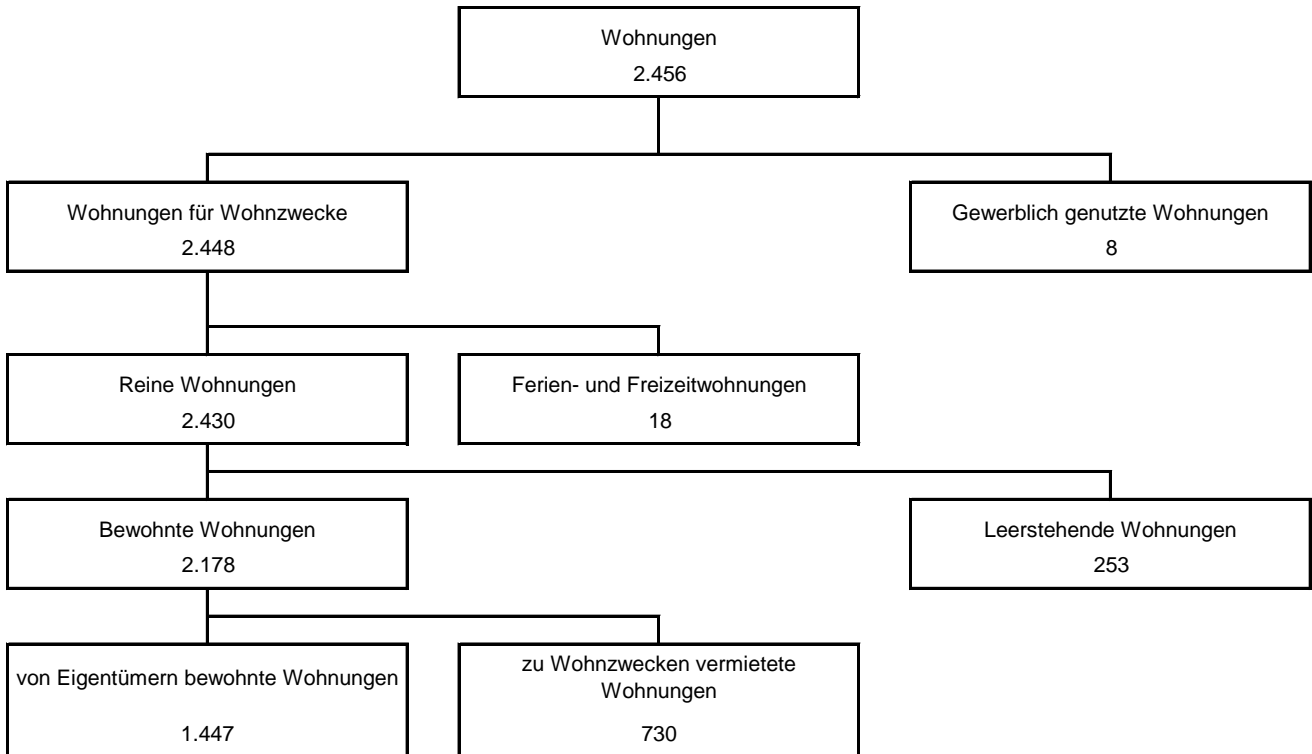 Wohnungen
2.456
Wohnungen für Wohnzwecke
2.448
Gewerblich genutzte Wohnungen
8
Reine Wohnungen
2.430
Ferien- und Freizeitwohnungen
18
Bewohnte Wohnungen
2.178
Leerstehende Wohnungen
253
von Eigentümern bewohnte Wohnungen
1.447
zu Wohnzwecken vermietete
Wohnungen
730